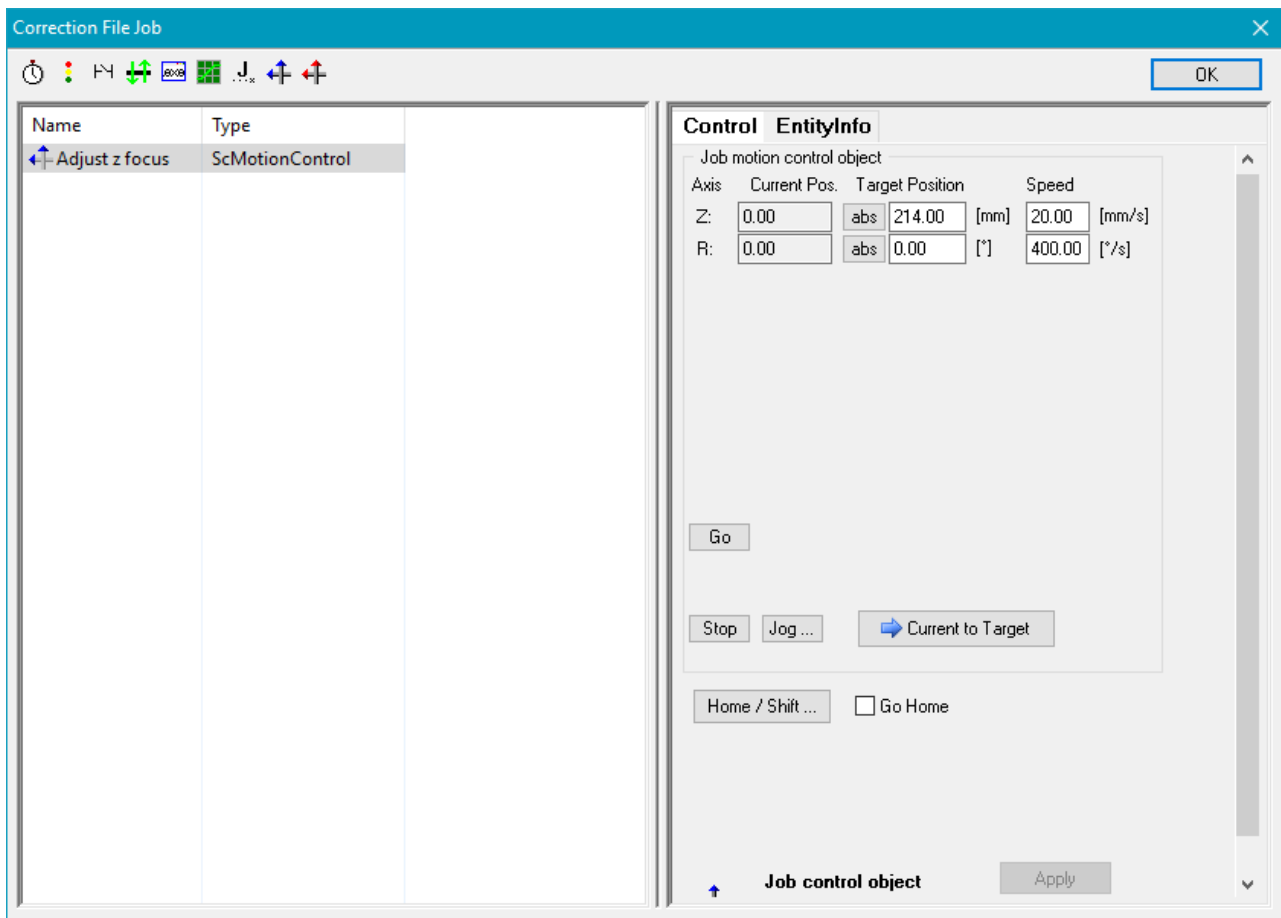 Correction File Job
OK
Name Type
Adjust z focus ScMotionControl
Control EntityInfo
Job motion control object
Axis Current Pos. Target Position Speed
Z: 0.00 abs 214.00 [mm] 20.00 [mm/s]
R: 0.00 abs 0.00 [°] 400.00 [°/s]
Go
Stop Jog ... Current to Target
Home / Shift ... Go Home
Job control object Apply